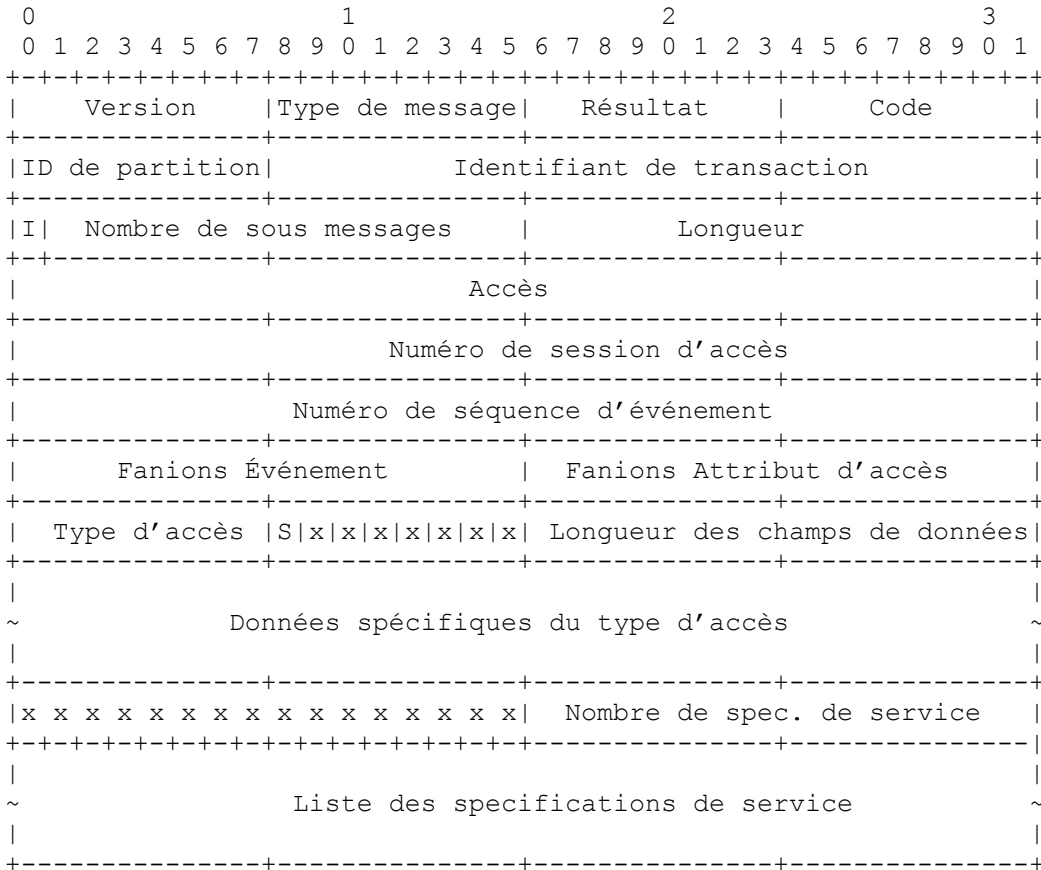 0 1 2 3
0 1 2 3 4 5 6 7 8 9 0 1 2 3 4 5 6 7 8 9 0 1 2 3 4 5 6 7 8 9 0 1
+-+-+-+-+-+-+-+-+-+-+-+-+-+-+-+-+-+-+-+-+-+-+-+-+-+-+-+-+-+-+-+-+
| Version |Type de message| Résultat | Code |
+---------------+---------------+---------------+---------------+
|ID de partition| Identifiant de transaction |
+---------------+---------------+---------------+---------------+
|I| Nombre de sous messages | Longueur |
+-+-------------+---------------+---------------+---------------+
| Accès |
+---------------+---------------+---------------+---------------+
| Numéro de session d’accès |
+---------------+---------------+---------------+---------------+
| Numéro de séquence d’événement |
+---------------+---------------+---------------+---------------+
| Fanions Événement | Fanions Attribut d’accès |
+---------------+---------------+---------------+---------------+
| Type d’accès |S|x|x|x|x|x|x|x| Longueur des champs de données|
+---------------+---------------+---------------+---------------+
| |
~ Données spécifiques du type d’accès ~
| |
+---------------+---------------+---------------+---------------+
|x x x x x x x x x x x x x x x x| Nombre de spec. de service |
+-+-+-+-+-+-+-+-+-+-+-+-+-+-+-+-+---------------+---------------|
| |
~ Liste des specifications de service ~
| |
+---------------+---------------+---------------+---------------+